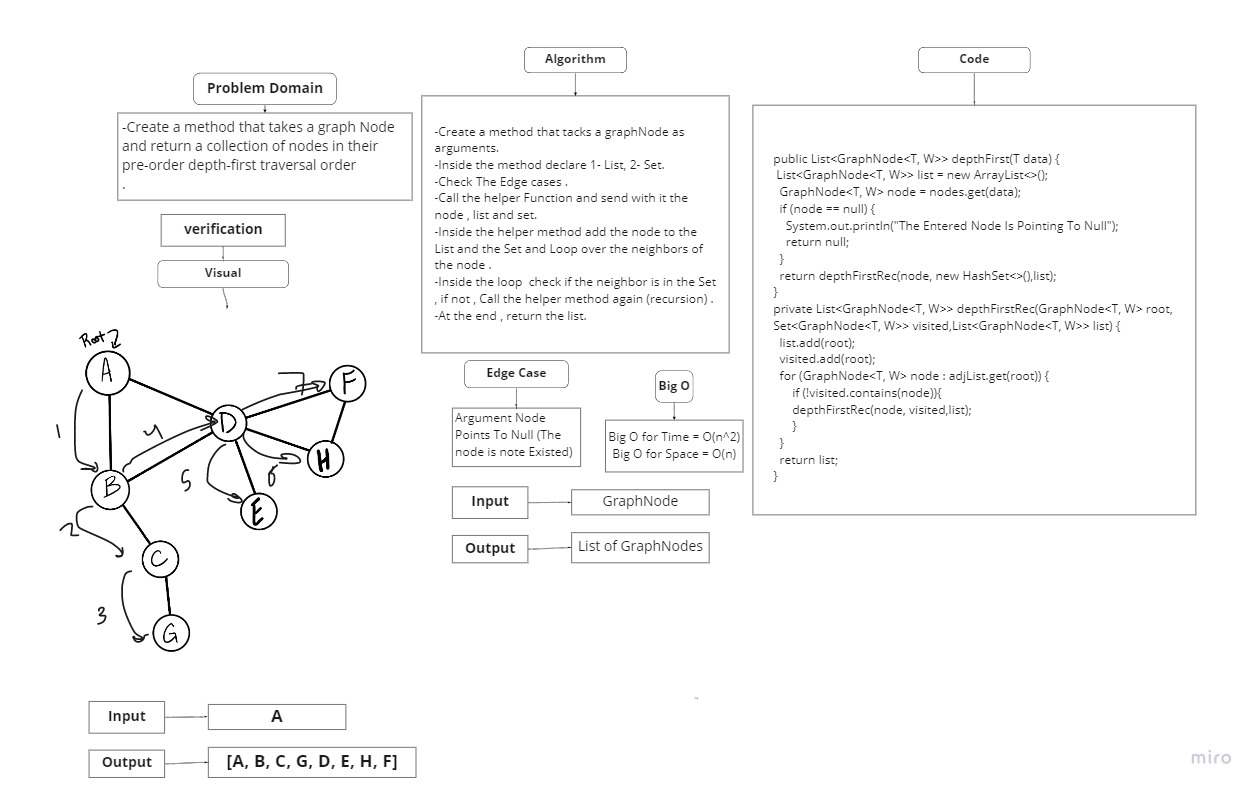 Problem Domain
-Create a method that takes a graph Node
and return a collection of nodes in their
pre-order depth-first traversal order
.
verification
Visual
Root
A
1
B
2
C
3
G
4
D
5
E
6
H
7
F
Input
A
Output
[A, B, C, G, D, E, H, F]
Algorithm
-Create a method that tacks a graphNode as
arguments.
-Inside the method declare 1- List, 2- Set.
-Check The Edge cases .
-Call the helper Function and send with it the
node , list and set.
-Inside the helper method add the node to the
List and the Set and Loop over the neighbors of
the node .
-Inside the loop  check if the neighbor is in the Set
, if not , Call the helper method again (recursion) .
-At the end , return the list.
Edge Case
Argument Node
Points To Null (The
node is note Existed)
Big O
Big O for Time = O(n^2)
Big O for Space = O(n)
Input
GraphNode
Output
List of GraphNodes
Code
public List<GraphNode<T, W>> depthFirst(T data) {
List<GraphNode<T, W>> list = new ArrayList<>();
GraphNode<T, W> node = nodes.get(data);
if (node == null) {
System.out.println("The Entered Node Is Pointing To Null");
return null;
}
return depthFirstRec(node, new HashSet<>(),list);
}
private List<GraphNode<T, W>> depthFirstRec(GraphNode<T, W> root,
Set<GraphNode<T, W>> visited,List<GraphNode<T, W>> list) {
list.add(root);
visited.add(root);
for (GraphNode<T, W> node : adjList.get(root)) {
if (!visited.contains(node)){
depthFirstRec(node, visited,list);
}
}
return list;
}
miro